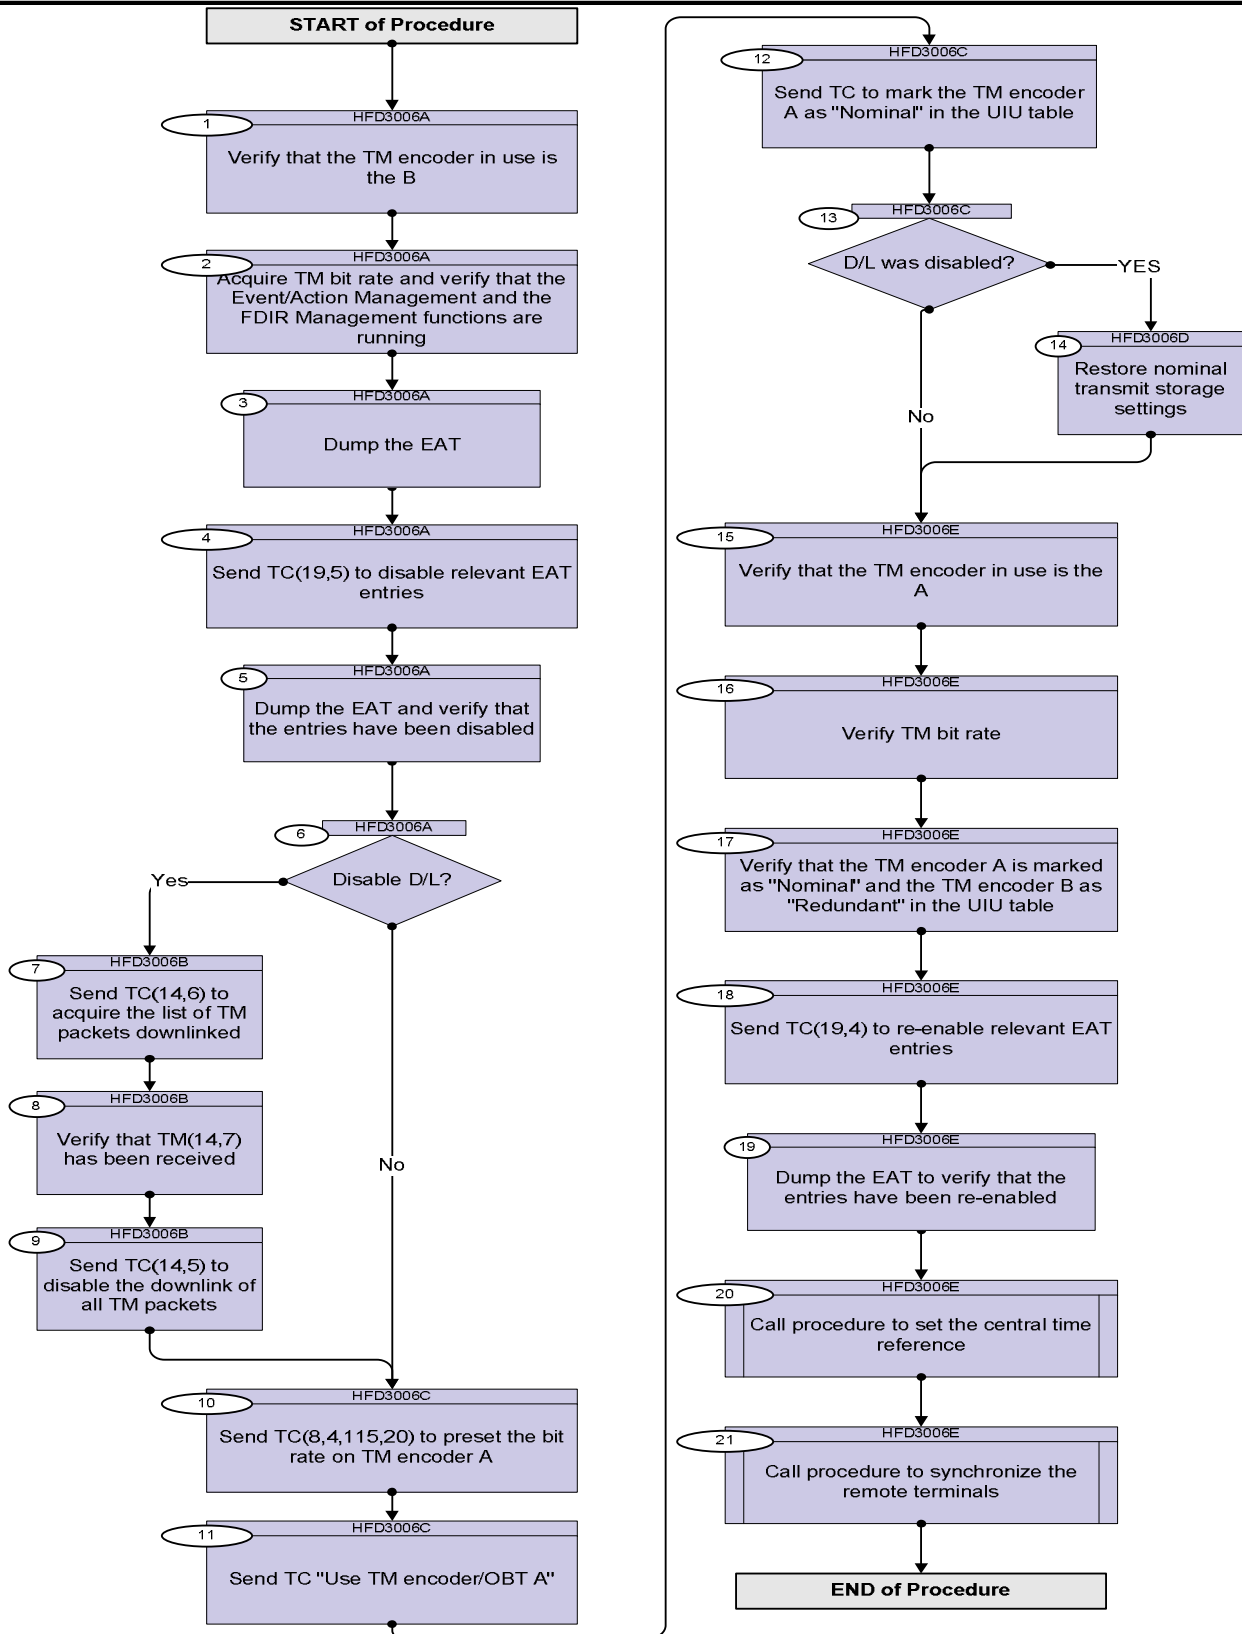 START of Procedure
HFD3006A
1
Verify that the TM encoder in use is
the B
HFD3006A
2
Acquire TM bit rate and verify that the
Event/Action Management and the
FDIR Management functions are
running
HFD3006A
3
Dump the EAT
HFD3006A
4
Send TC(19,5) to disable relevant EAT
entries
HFD3006A
5
Dump the EAT and verify that
the entries have been disabled
HFD3006A
6
Disable D/L?
Yes
No
HFD3006B
7
Send TC(14,6) to
acquire the list of TM
packets downlinked
HFD3006B
8
Verify that TM(14,7)
has been received
HFD3006B
9
Send TC(14,5) to
disable the downlink of
all TM packets
HFD3006C
10
Send TC(8,4,115,20) to preset the bit
rate on TM encoder A
HFD3006C
11
Send TC "Use TM encoder/OBT A"
HFD3006C
12
Send TC to mark the TM encoder
A as "Nominal" in the UIU table
HFD3006C
13
D/L was disabled?
YES
No
HFD3006D
14
Restore nominal
transmit storage
settings
HFD3006E
15
Verify that the TM encoder in use is the
A
HFD3006E
16
Verify TM bit rate
HFD3006E
17
Verify that the TM encoder A is marked
as "Nominal" and the TM encoder B as
"Redundant" in the UIU table
HFD3006E
18
Send TC(19,4) to re-enable relevant EAT
entries
HFD3006E
19
Dump the EAT to verify that the
entries have been re-enabled
HFD3006E
20
Call procedure to set the central time
reference
HFD3006E
21
Call procedure to synchronize the
remote terminals
END of Procedure